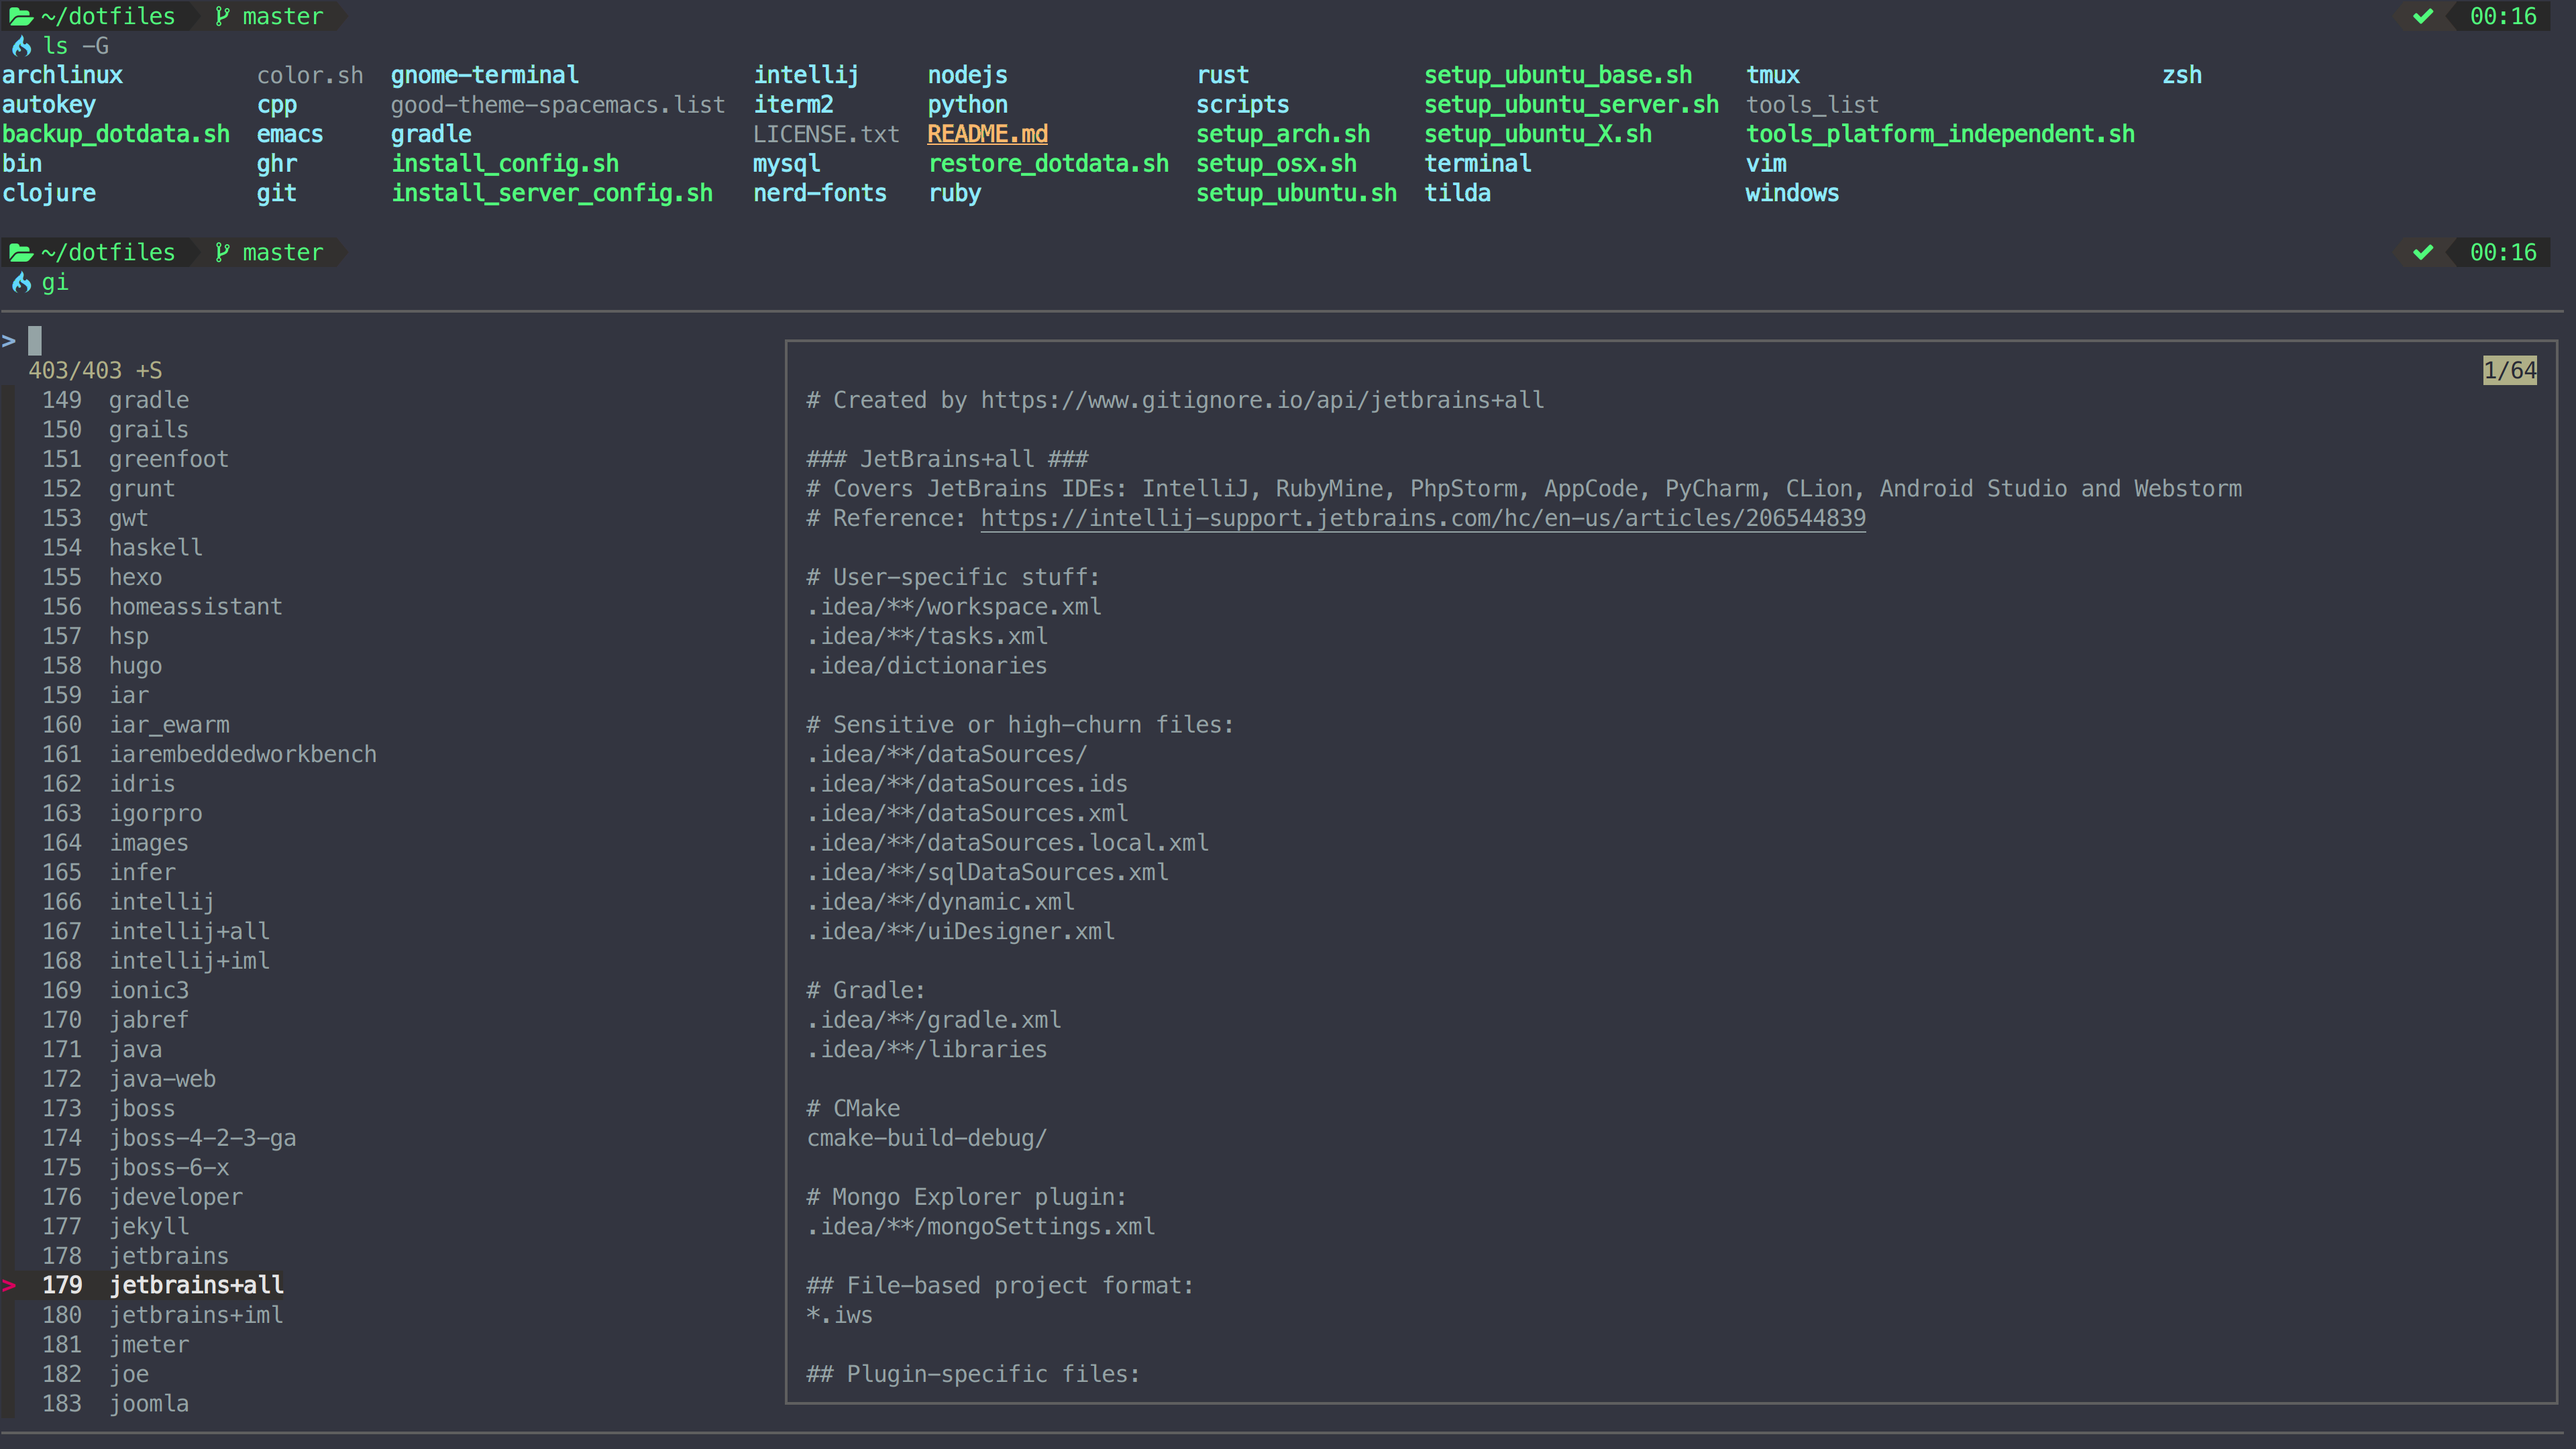 ~/dotfiles master 00:16
ls -G
archlinux color.sh gnome-terminal intellij nodejs rust setup_ubuntu_base.sh tmux zsh
autokey cpp good-theme-spacemacs.list iterm2 python scripts setup_ubuntu_server.sh tools_list
backup_dotdata.sh emacs gradle LICENSE.txt README.md setup_arch.sh setup_ubuntu_X.sh tools_platform_independent.sh
bin ghr install_config.sh mysql restore_dotdata.sh setup_osx.sh terminal vim
clojure git install_server_config.sh nerd-fonts ruby setup_ubuntu.sh tilda windows
~/dotfiles master 00:16
gi
>
403/403 +S
149 gradle
150 grails
151 greenfoot
152 grunt
153 gwt
154 haskell
155 hexo
156 homeassistant
157 hsp
158 hugo
159 iar
160 iar_ewarm
161 iarembeddedworkbench
162 idris
163 igorpro
164 images
165 infer
166 intellij
167 intellij+all
168 intellij+iml
169 ionic3
170 jabref
171 java
172 java-web
173 jboss
174 jboss-4-2-3-ga
175 jboss-6-x
176 jdeveloper
177 jekyll
178 jetbrains
> 179 jetbrains+all
180 jetbrains+iml
181 jmeter
182 joe
183 joomla
1/64
# Created by https://www.gitignore.io/api/jetbrains+all
### JetBrains+all ###
# Covers JetBrains IDEs: IntelliJ, RubyMine, PhpStorm, AppCode, PyCharm, CLion, Android Studio and Webstorm
# Reference: https://intellij-support.jetbrains.com/hc/en-us/articles/206544839
# User-specific stuff:
.idea/**/workspace.xml
.idea/**/tasks.xml
.idea/dictionaries
# Sensitive or high-churn files:
.idea/**/dataSources/
.idea/**/dataSources.ids
.idea/**/dataSources.xml
.idea/**/dataSources.local.xml
.idea/**/sqlDataSources.xml
.idea/**/dynamic.xml
.idea/**/uiDesigner.xml
# Gradle:
.idea/**/gradle.xml
.idea/**/libraries
# CMake
cmake-build-debug/
# Mongo Explorer plugin:
.idea/**/mongoSettings.xml
## File-based project format:
*.iws
## Plugin-specific files: